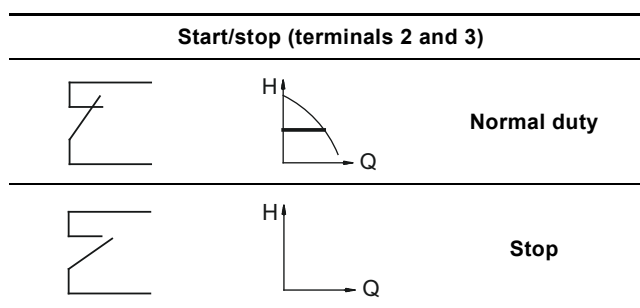 Start/stop (terminals 2 and 3)
H
Normal duty
Q
H
Stop
Q